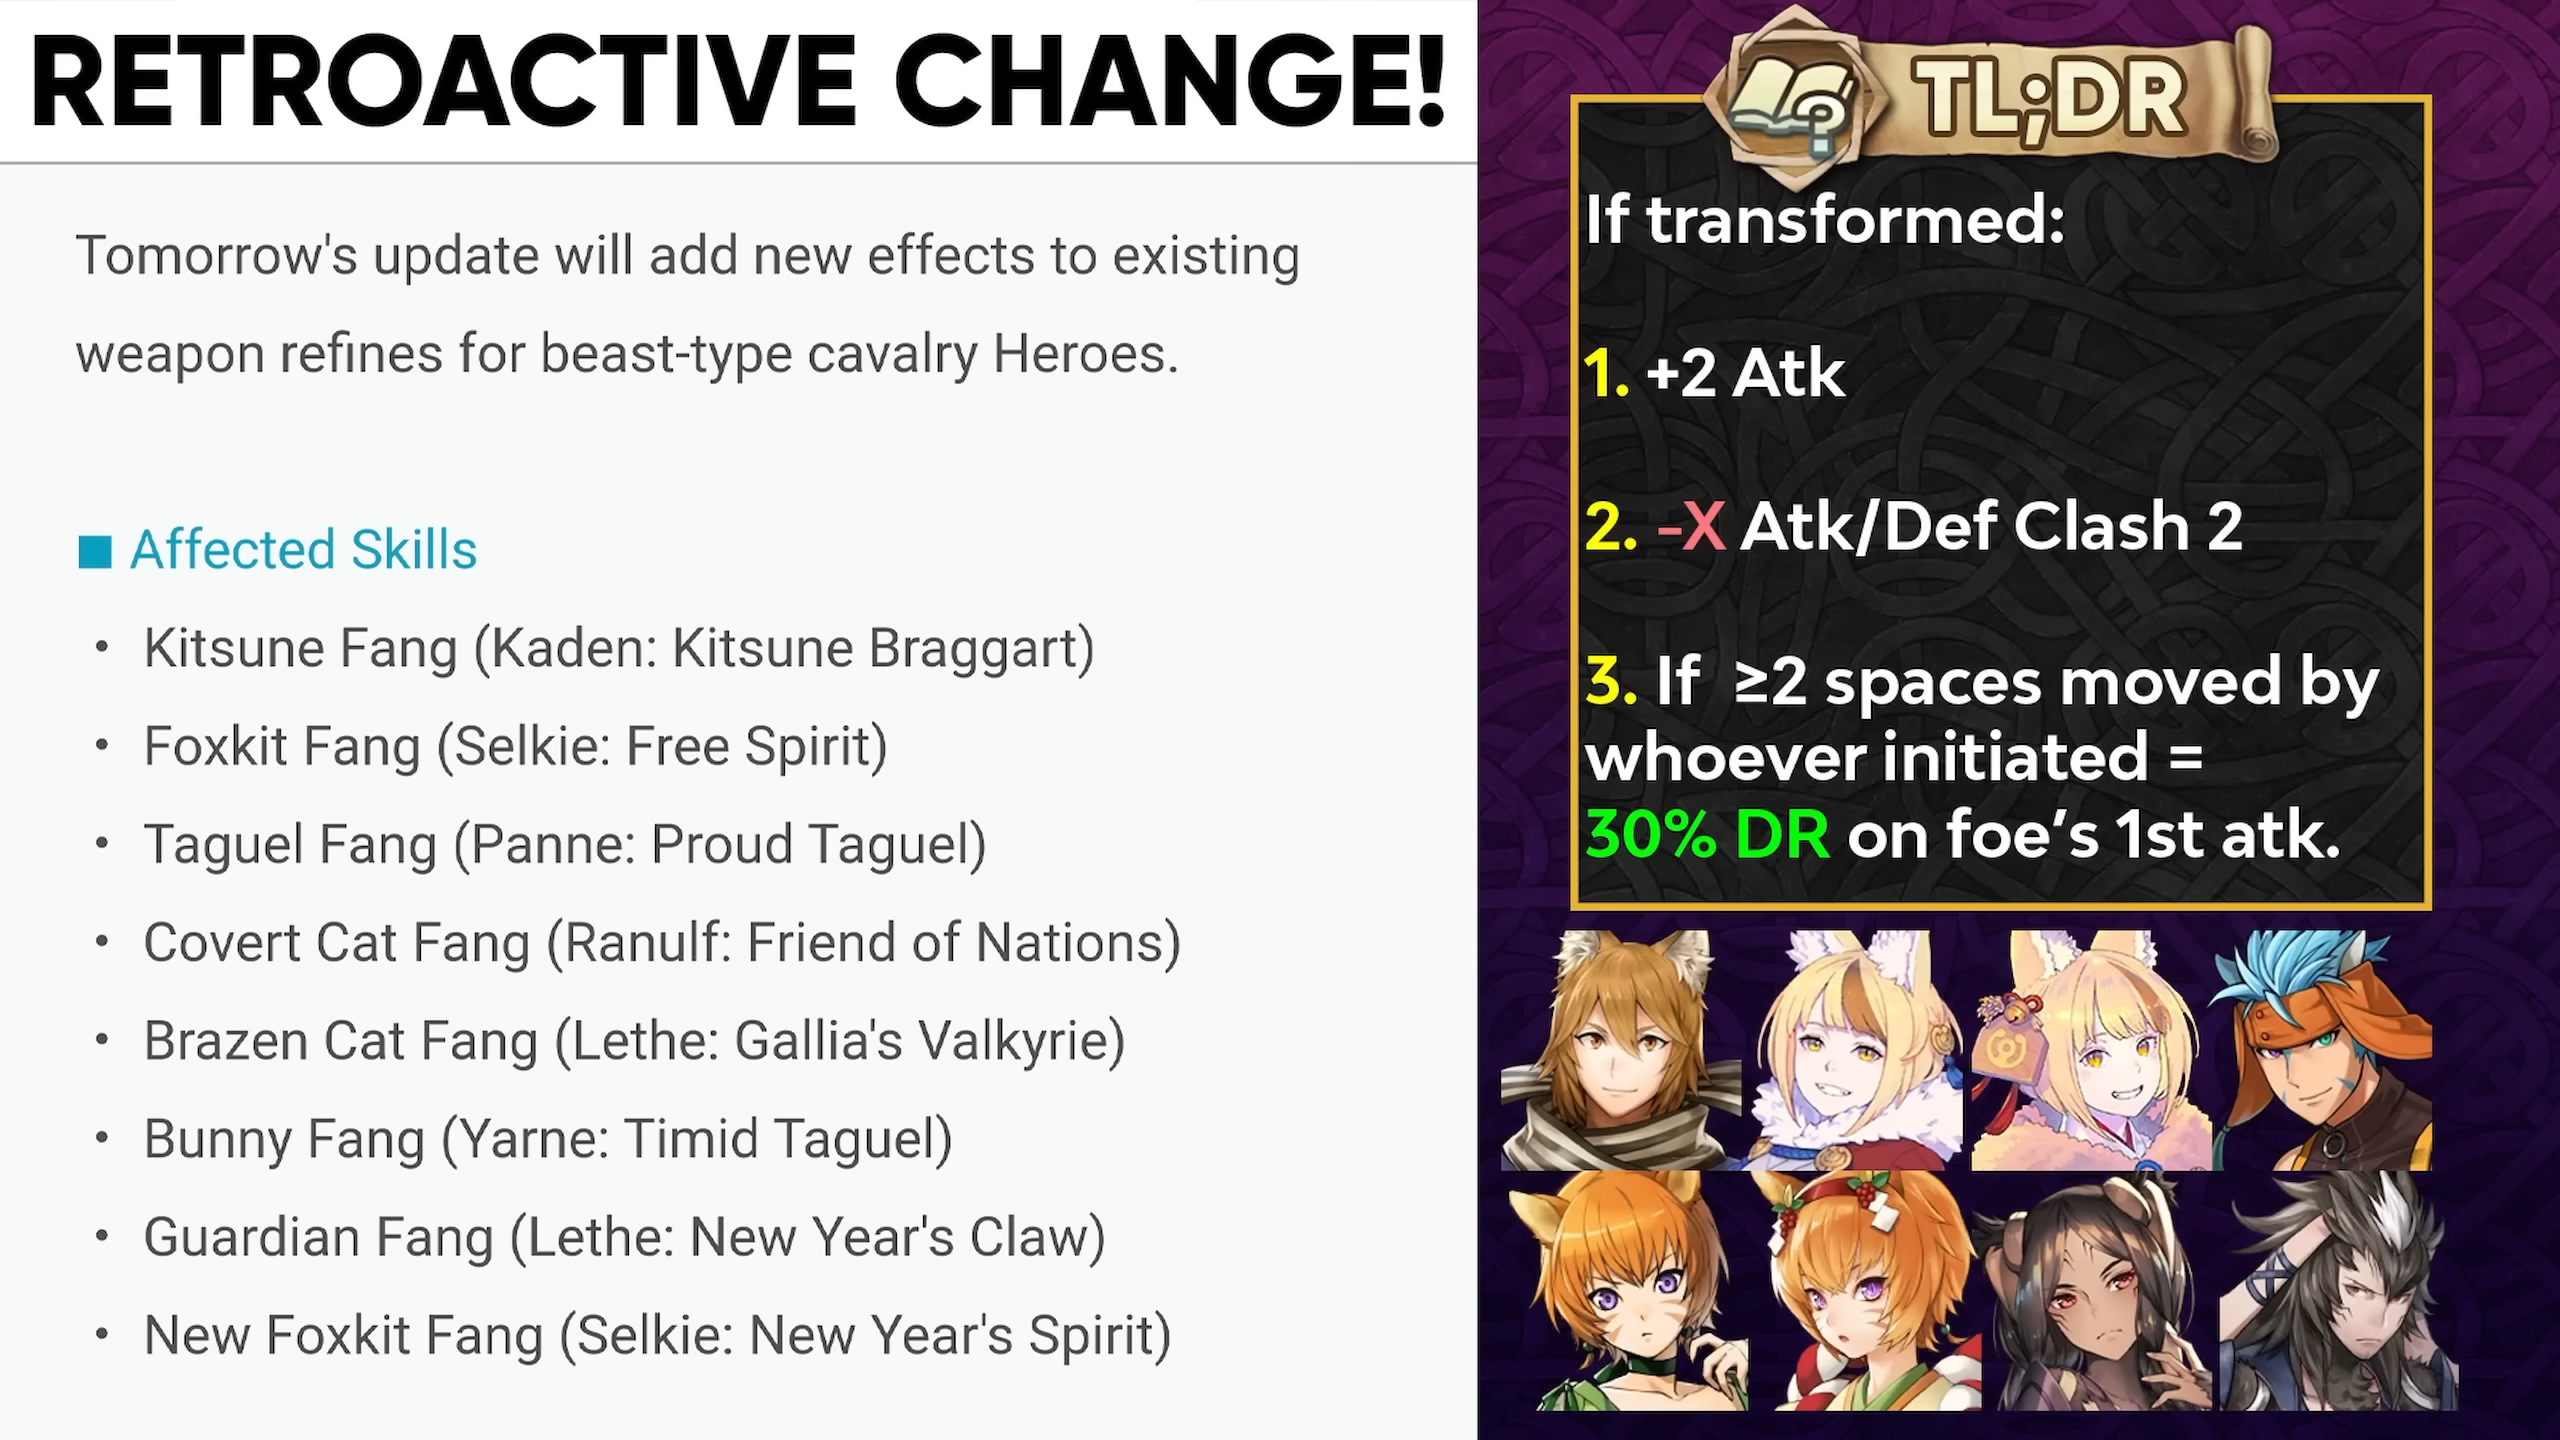 RETROACTIVE CHANGE!
Tomorrow's update will add new effects to existing
weapon refines for beast-type cavalry Heroes.
■ Affected Skills
• Kitsune Fang (Kaden: Kitsune Braggart)
• Foxkit Fang (Selkie: Free Spirit)
• Taguel Fang (Panne: Proud Taguel)
• Covert Cat Fang (Ranulf: Friend of Nations)
• Brazen Cat Fang (Lethe: Gallia's Valkyrie)
• Bunny Fang (Yarne: Timid Taguel)
• Guardian Fang (Lethe: New Year's Claw)
• New Foxkit Fang (Selkie: New Year's Spirit)
TL;DR
If transformed:
1. +2 Atk
2. -X Atk/Def Clash 2
3. If ≥2 spaces moved by
whoever initiated =
30% DR on foe’s 1st atk.